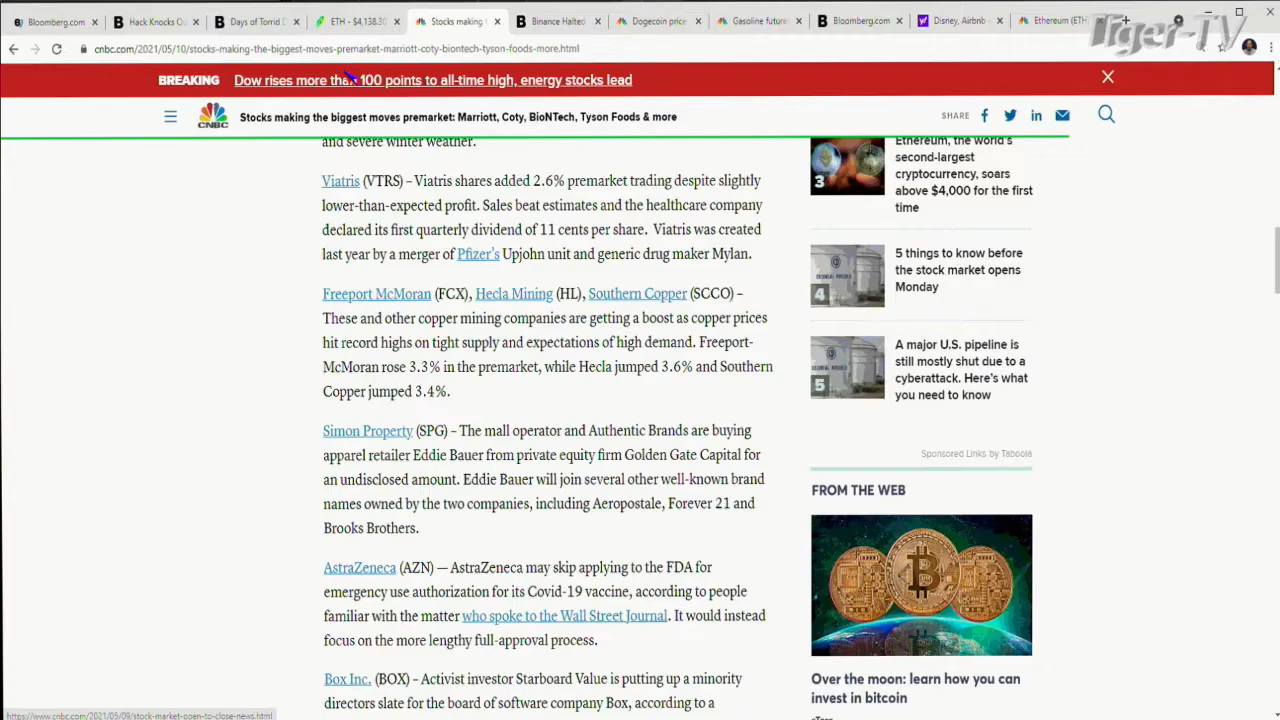 Bloomberg.com
Hack Knocks Ou
Days of Torrid D
ETH - $4,138.30
Stocks making t
Binance Halted
Dogecoin price
Gasoline future
Bloomberg.com
Disney, Airbnb
Ethereum (ETH
Tiger-TV
cnbc.com/2021/05/10/stocks-making-the-biggest-moves-premarket-marriott-coty-biontech-tyson-foods-more.html
BREAKING Dow rises more than 100 points to all-time high, energy stocks lead
CNBC
Stocks making the biggest moves premarket: Marriott, Coty, BioNTech, Tyson Foods & more
SHARE
and severe winter weather.
Viatris (VTRS) – Viatris shares added 2.6% premarket trading despite slightly
lower-than-expected profit. Sales beat estimates and the healthcare company
declared its first quarterly dividend of 11 cents per share. Viatris was created
last year by a merger of Pfizer's Upjohn unit and generic drug maker Mylan.
Freeport McMoran (FCX), Hecla Mining (HL), Southern Copper (SCCO) –
These and other copper mining companies are getting a boost as copper prices
hit record highs on tight supply and expectations of high demand. Freeport-
McMoran rose 3.3% in the premarket, while Hecla jumped 3.6% and Southern
Copper jumped 3.4%.
Simon Property (SPG) – The mall operator and Authentic Brands are buying
apparel retailer Eddie Bauer from private equity firm Golden Gate Capital for
an undisclosed amount. Eddie Bauer will join several other well-known brand
names owned by the two companies, including Aeropostale, Forever 21 and
Brooks Brothers.
AstraZeneca (AZN) — AstraZeneca may skip applying to the FDA for
emergency use authorization for its Covid-19 vaccine, according to people
familiar with the matter who spoke to the Wall Street Journal. It would instead
focus on the more lengthy full-approval process.
Box Inc. (BOX) – Activist investor Starboard Value is putting up a minority
directors slate for the board of software company Box, according to a
3
Ethereum, the world's
second-largest
cryptocurrency, soars
above $4,000 for the first
time
4
5 things to know before
the stock market opens
Monday
5
A major U.S. pipeline is
still mostly shut due to a
cyberattack. Here's what
you need to know
Sponsored Links by Taboola
FROM THE WEB
Over the moon: learn how you can
invest in bitcoin
https://www.cnbc.com/2021/05/09/stock-market-open-to-close-news.html